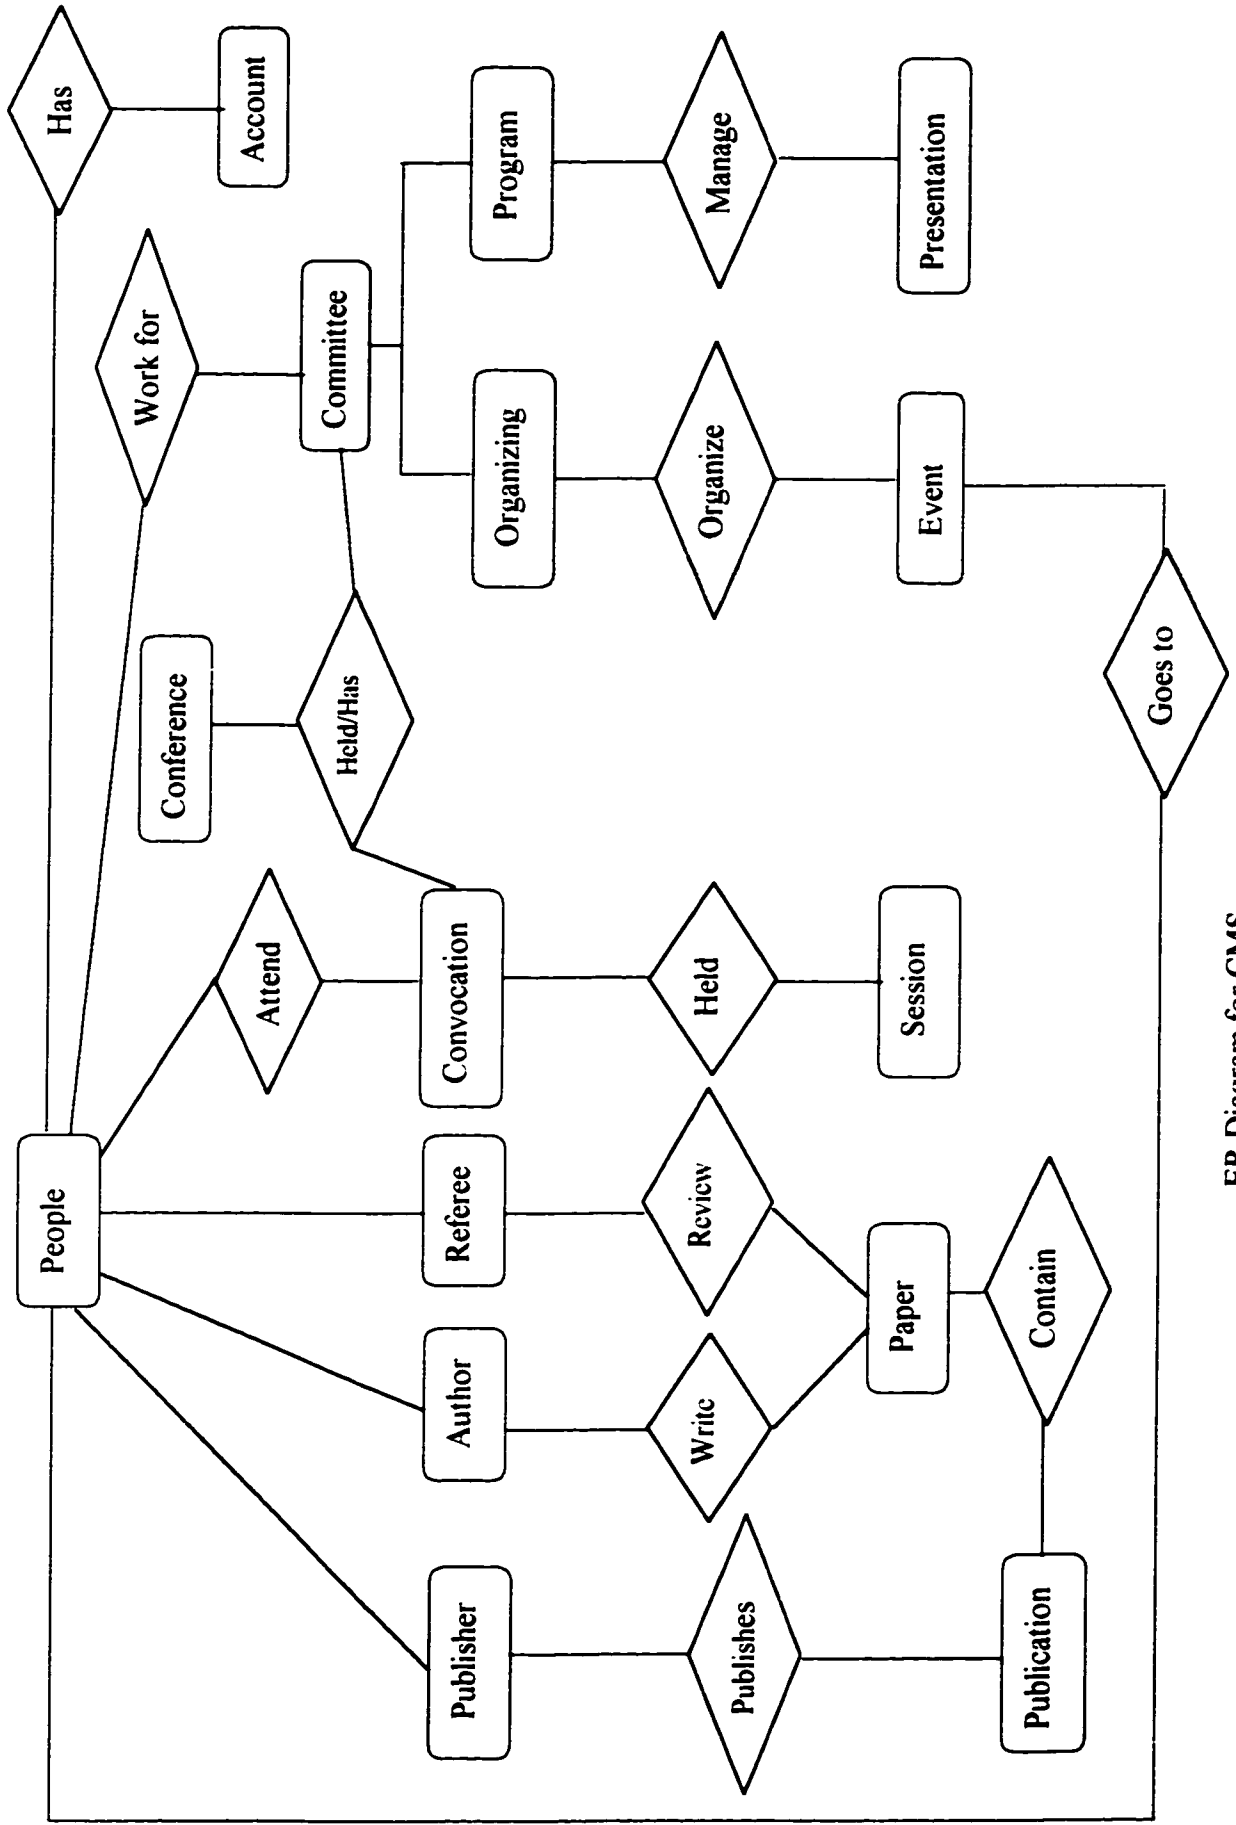 People
Has
Work for
Conference
Account
Attend
Committee
Held/Has
Publisher
Author
Referee
Convocation
Organizing
Program
Publishes
Write
Review
Held
Organize
Manage
Paper
Session
Event
Presentation
Publication
Contain
Goes to
ER Diagram for CMS